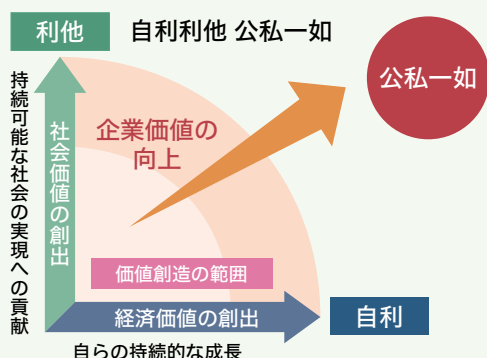 利他
自利利他 公私一如
公私一如
持続可能な社会の実現への貢献
社会価値の創出
企業価値の
向上
価値創造の範囲
経済価値の創出
自利
自らの持続的な成長